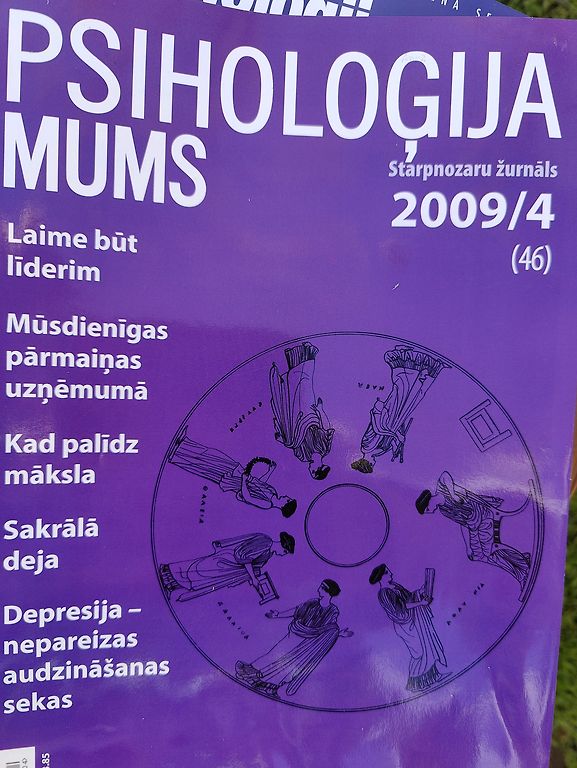 PSIHOLOĢIJA
MUMS
Starpnozaru žurnāls
2009/4
(46)
Laime būt
līderim
Mūsdienīgas
pārmaiņas
uzņēmumā
Kad palīdz
māksla
Sakrālā
deja
Depresija –
nepareizas
audzināšanas
sekas